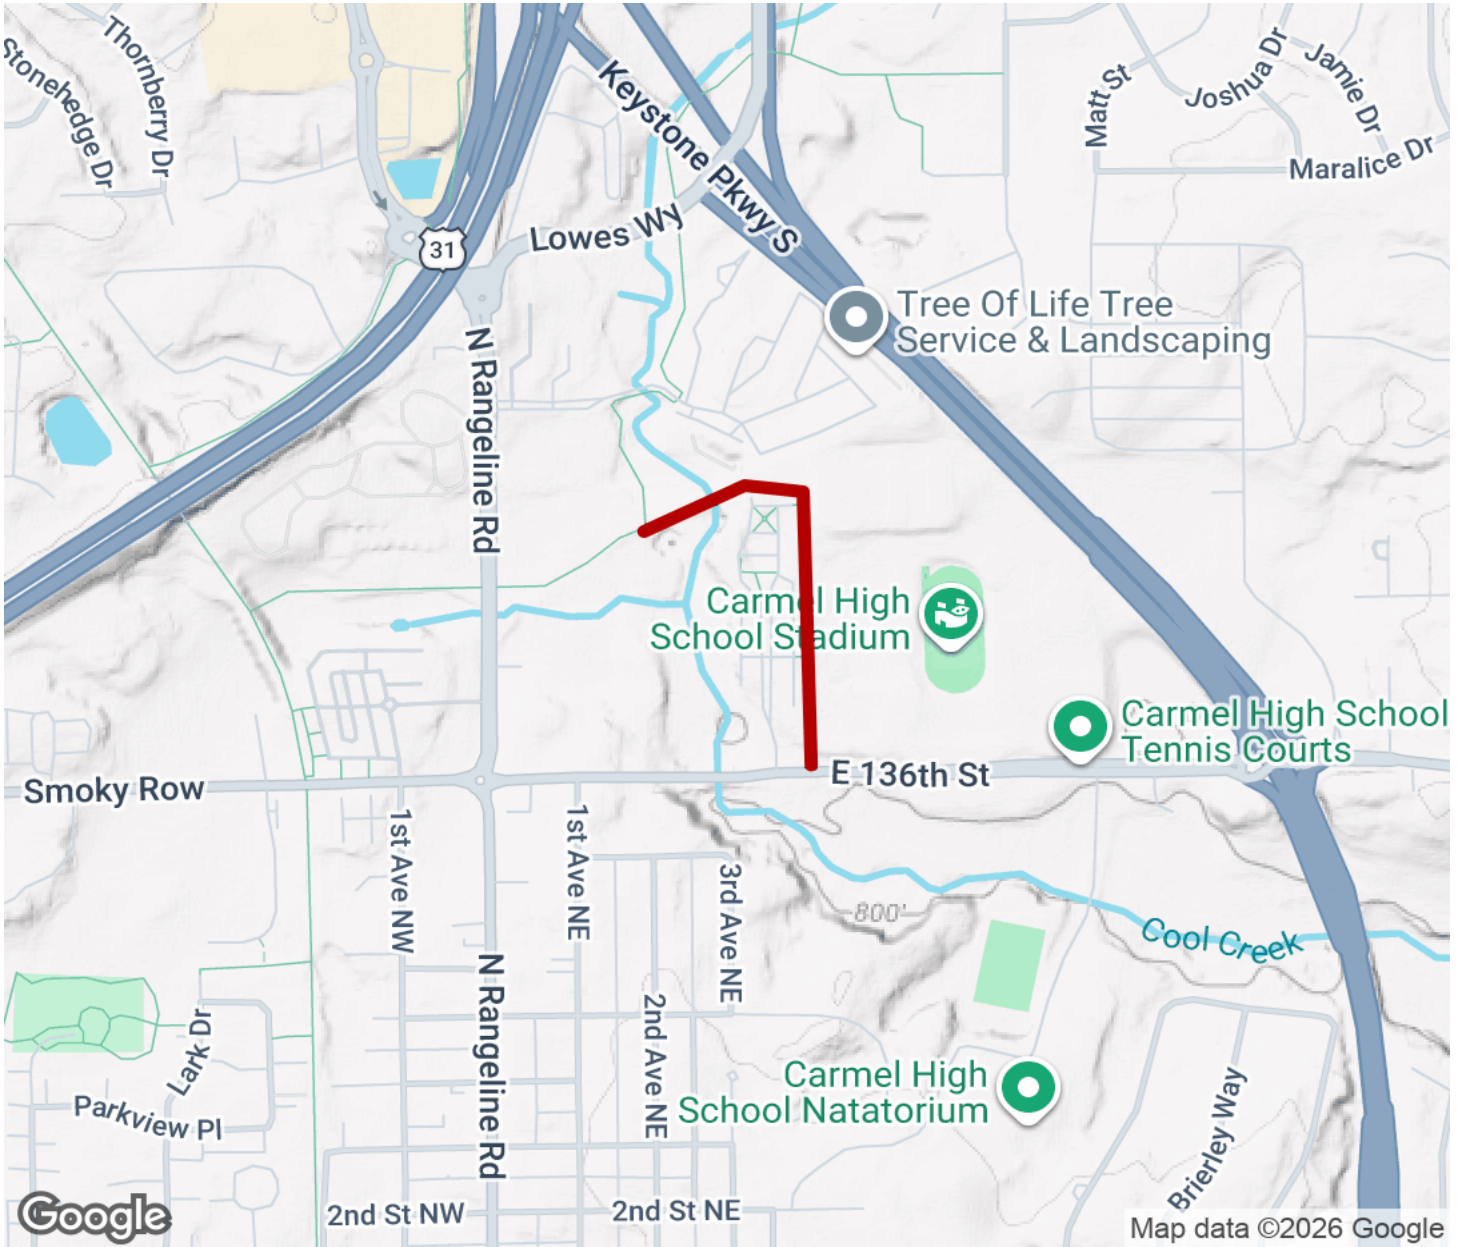 Thornberry Dr
Stonehedge Dr
Keystone Pkwy S
Matt St
Joshua Dr
Jamie Dr
Maralice Dr
31
Lowes Wy
Tree Of Life Tree
Service & Landscaping
N Rangeline Rd
Carmel High
School Stadium
Carmel High School
Tennis Courts
Smoky Row
E 136th St
1st Ave NW
1st Ave NE
3rd Ave NE
800'
Cool Creek
N Rangeline Rd
2nd Ave NE
Lark Dr
Parkview Pl
Carmel High
School Natatorium
Brierley Way
2nd St NW
2nd St NE
Google
Map data ©2026 Google